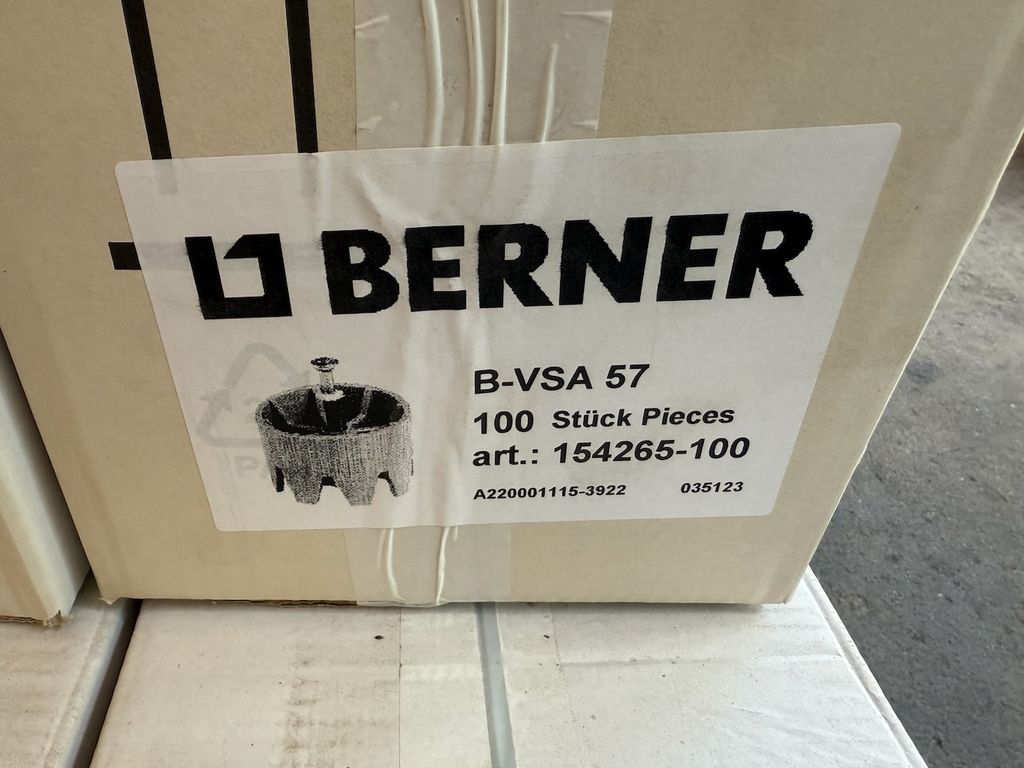 BERNER
B-VSA 57
100 Stück Pieces
art.: 154265-100
A220001115-3922 035123